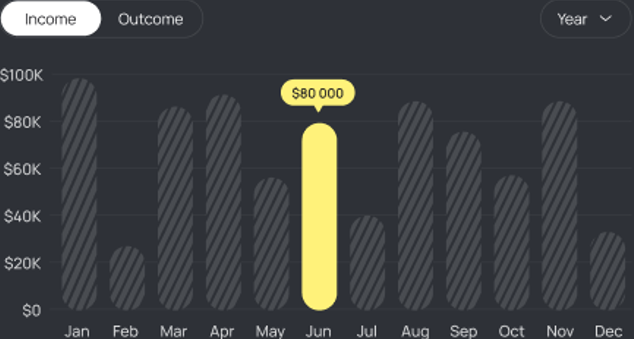 Income Outcome Year
$100K
$80 000
$80K
$60K
$40K
$20K
$0
Jan Feb Mar Apr May Jun Jul Aug Sep Oct Nov Dec